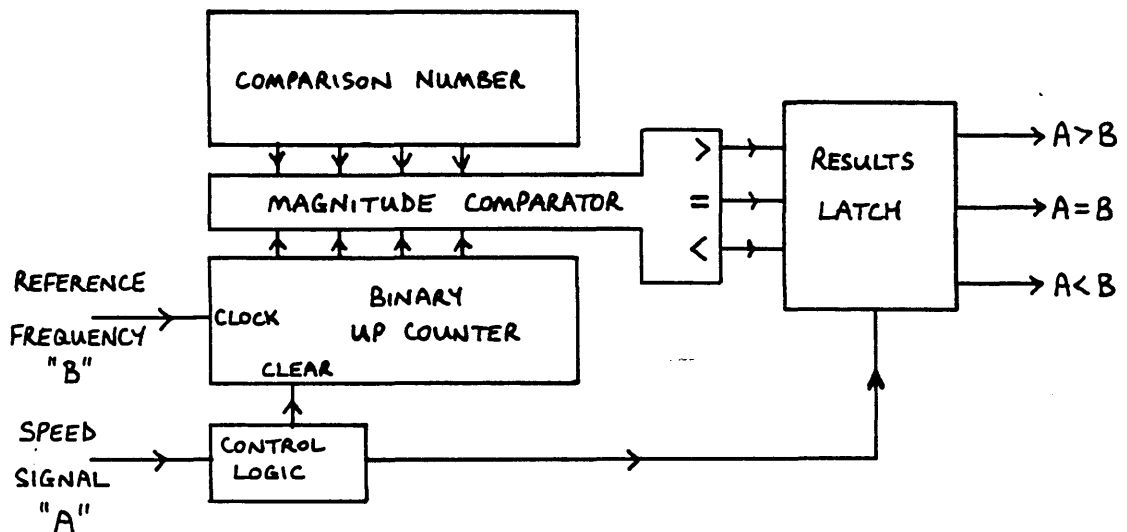 COMPARISON NUMBER
MAGNITUDE COMPARATOR
>
=
<
RESULTS
LATCH
A>B
A=B
A<B
REFERENCE
FREQUENCY
"B"
CLOCK
BINARY
UP COUNTER
CLEAR
SPEED
SIGNAL
"A"
CONTROL
LOGIC